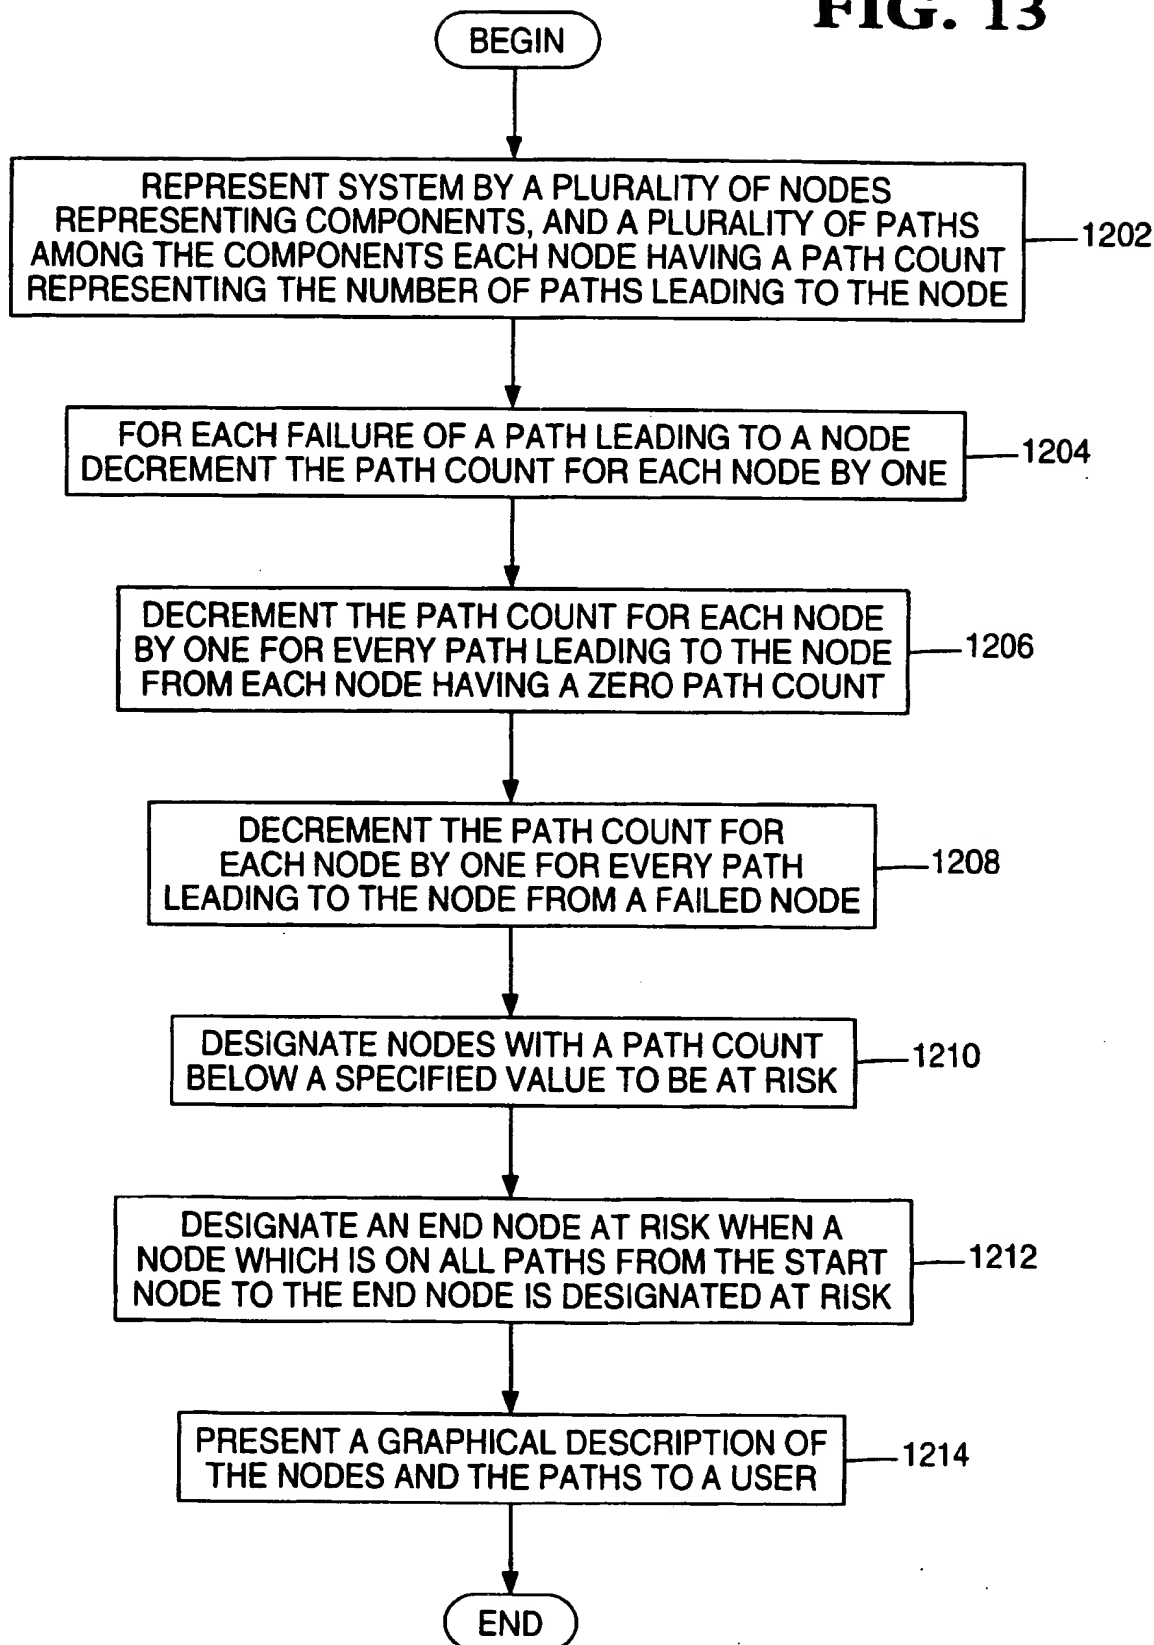 FIG. 13
BEGIN
REPRESENT SYSTEM BY A PLURALITY OF NODES
REPRESENTING COMPONENTS, AND A PLURALITY OF PATHS
AMONG THE COMPONENTS EACH NODE HAVING A PATH COUNT
REPRESENTING THE NUMBER OF PATHS LEADING TO THE NODE
1202
FOR EACH FAILURE OF A PATH LEADING TO A NODE
DECREMENT THE PATH COUNT FOR EACH NODE BY ONE
1204
DECREMENT THE PATH COUNT FOR EACH NODE
BY ONE FOR EVERY PATH LEADING TO THE NODE
FROM EACH NODE HAVING A ZERO PATH COUNT
1206
DECREMENT THE PATH COUNT FOR
EACH NODE BY ONE FOR EVERY PATH
LEADING TO THE NODE FROM A FAILED NODE
1208
DESIGNATE NODES WITH A PATH COUNT
BELOW A SPECIFIED VALUE TO BE AT RISK
1210
DESIGNATE AN END NODE AT RISK WHEN A
NODE WHICH IS ON ALL PATHS FROM THE START
NODE TO THE END NODE IS DESIGNATED AT RISK
1212
PRESENT A GRAPHICAL DESCRIPTION OF
THE NODES AND THE PATHS TO A USER
1214
END